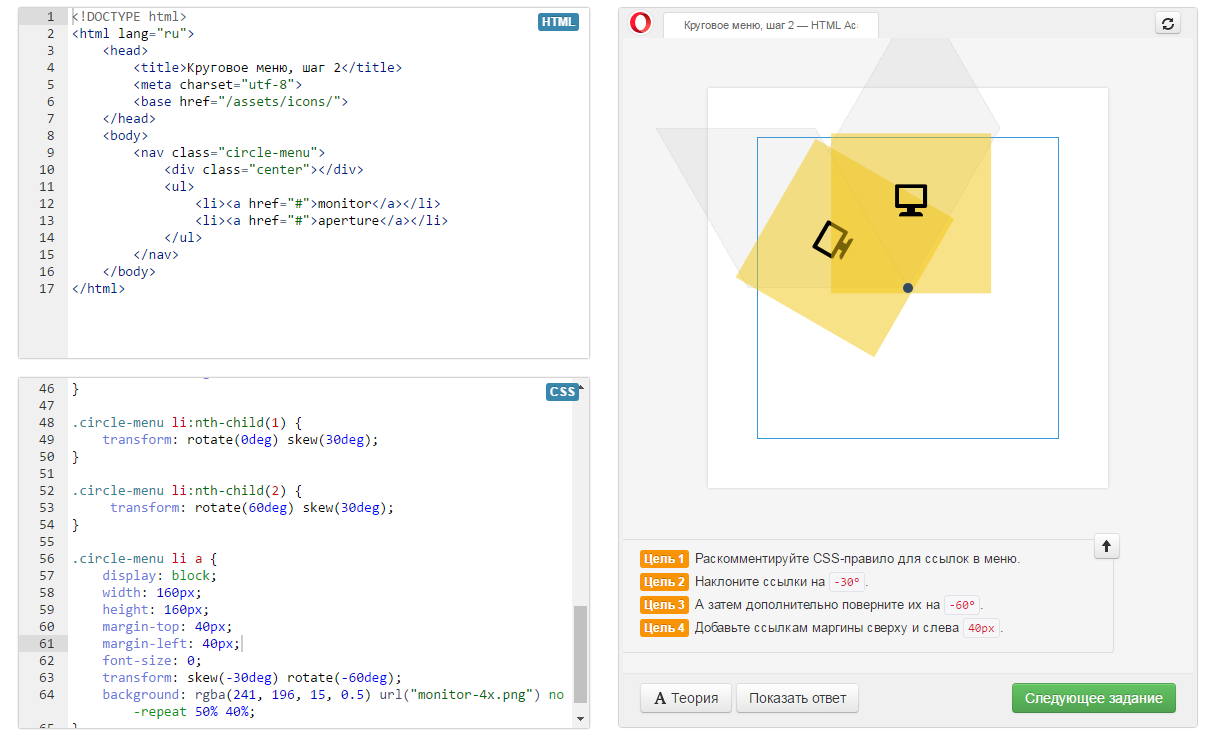 1 <!DOCTYPE html>
HTML
2 <html lang="ru">
3 <head>
4 <title>Круговое меню, шаг 2</title>
5 <meta charset="utf-8">
6 <base href="/assets/icons/">
7 </head>
8 <body>
9 <nav class="circle-menu">
10 <div class="center"></div>
11 <ul>
12 <li><a href="#">monitor</a></li>
13 <li><a href="#">aperture</a></li>
14 </ul>
15 </nav>
16 </body>
17 </html>
46 }
CSS
47
48 .circle-menu li:nth-child(1) {
49 transform: rotate(0deg) skew(30deg);
50 }
51
52 .circle-menu li:nth-child(2) {
53 transform: rotate(60deg) skew(30deg);
54 }
55
56 .circle-menu li a {
57 display: block;
58 width: 160px;
59 height: 160px;
60 margin-top: 40px;
61 margin-left: 40px;
62 font-size: 0;
63 transform: skew(-30deg) rotate(-60deg);
64 background: rgba(241, 196, 15, 0.5) url("monitor-4x.png") no
-repeat 50% 40%;
Круговое меню, шаг 2 — HTML Ac
Цель 1 Раскомментируйте CSS-правило для ссылок в меню.
Цель 2 Наклоните ссылки на -30º.
Цель 3 А затем дополнительно поверните их на -60º.
Цель 4 Добавьте ссылкам маргины сверху и слева 40px.
А Теория
Показать ответ
Следующее задание